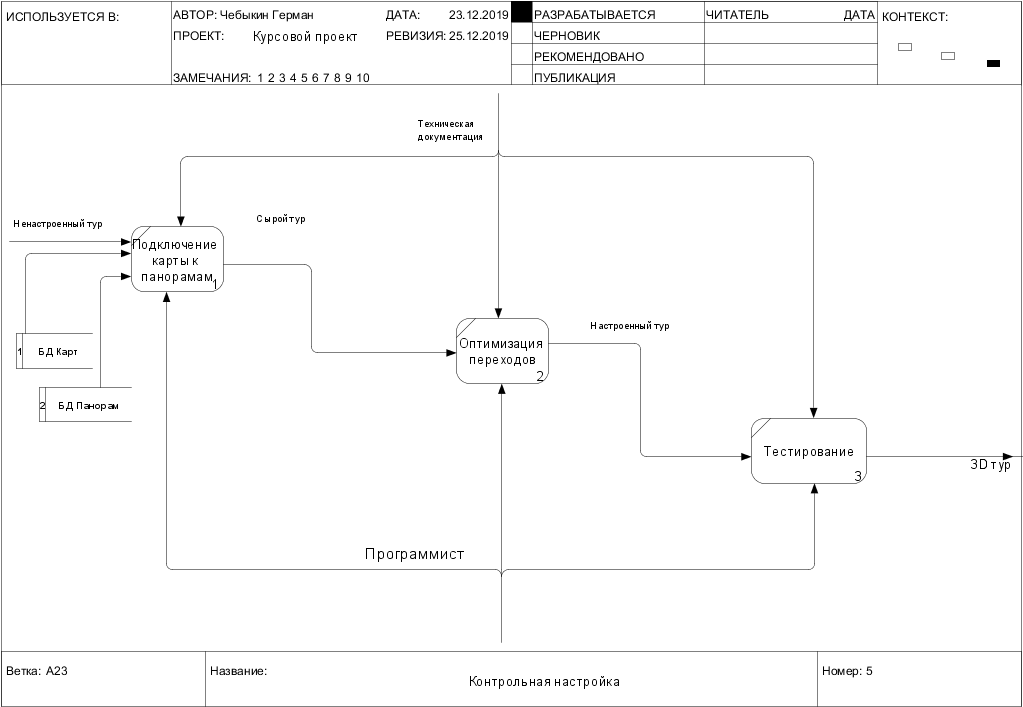 ИСПОЛЬЗУЕТСЯ В:
АВТОР: Чебыкин Герман
ДАТА: 23.12.2019
ПРОЕКТ: Курсовой проект
РЕВИЗИЯ: 25.12.2019
ЗАМЕЧАНИЯ: 1 2 3 4 5 6 7 8 9 10
РАЗРАБАТЫВАЕТСЯ
ЧЕРНОВИК
РЕКОМЕНДОВАНО
ПУБЛИКАЦИЯ
ЧИТАТЕЛЬ ДАТА
КОНТЕКСТ:
Техническая
документация
Ненастроенный тур
Сырой тур
Подключение
карты к
панорамам
1
1 БД Карт
2 БД Панорам
Настроенный тур
Оптимизация
переходов
2
Тестирование
3
3D тур
Программист
Ветка: A23
Название:
Контрольная настройка
Номер: 5